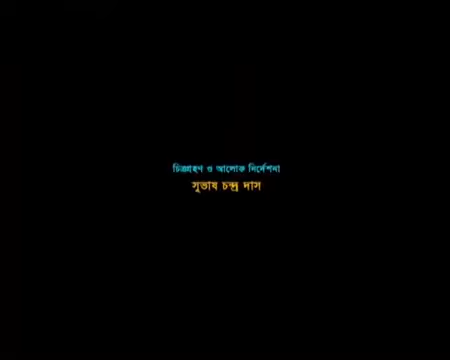 চিত্রগ্রহণ ও আলোক নির্দেশনা
সুভাষ চন্দ্র দাস